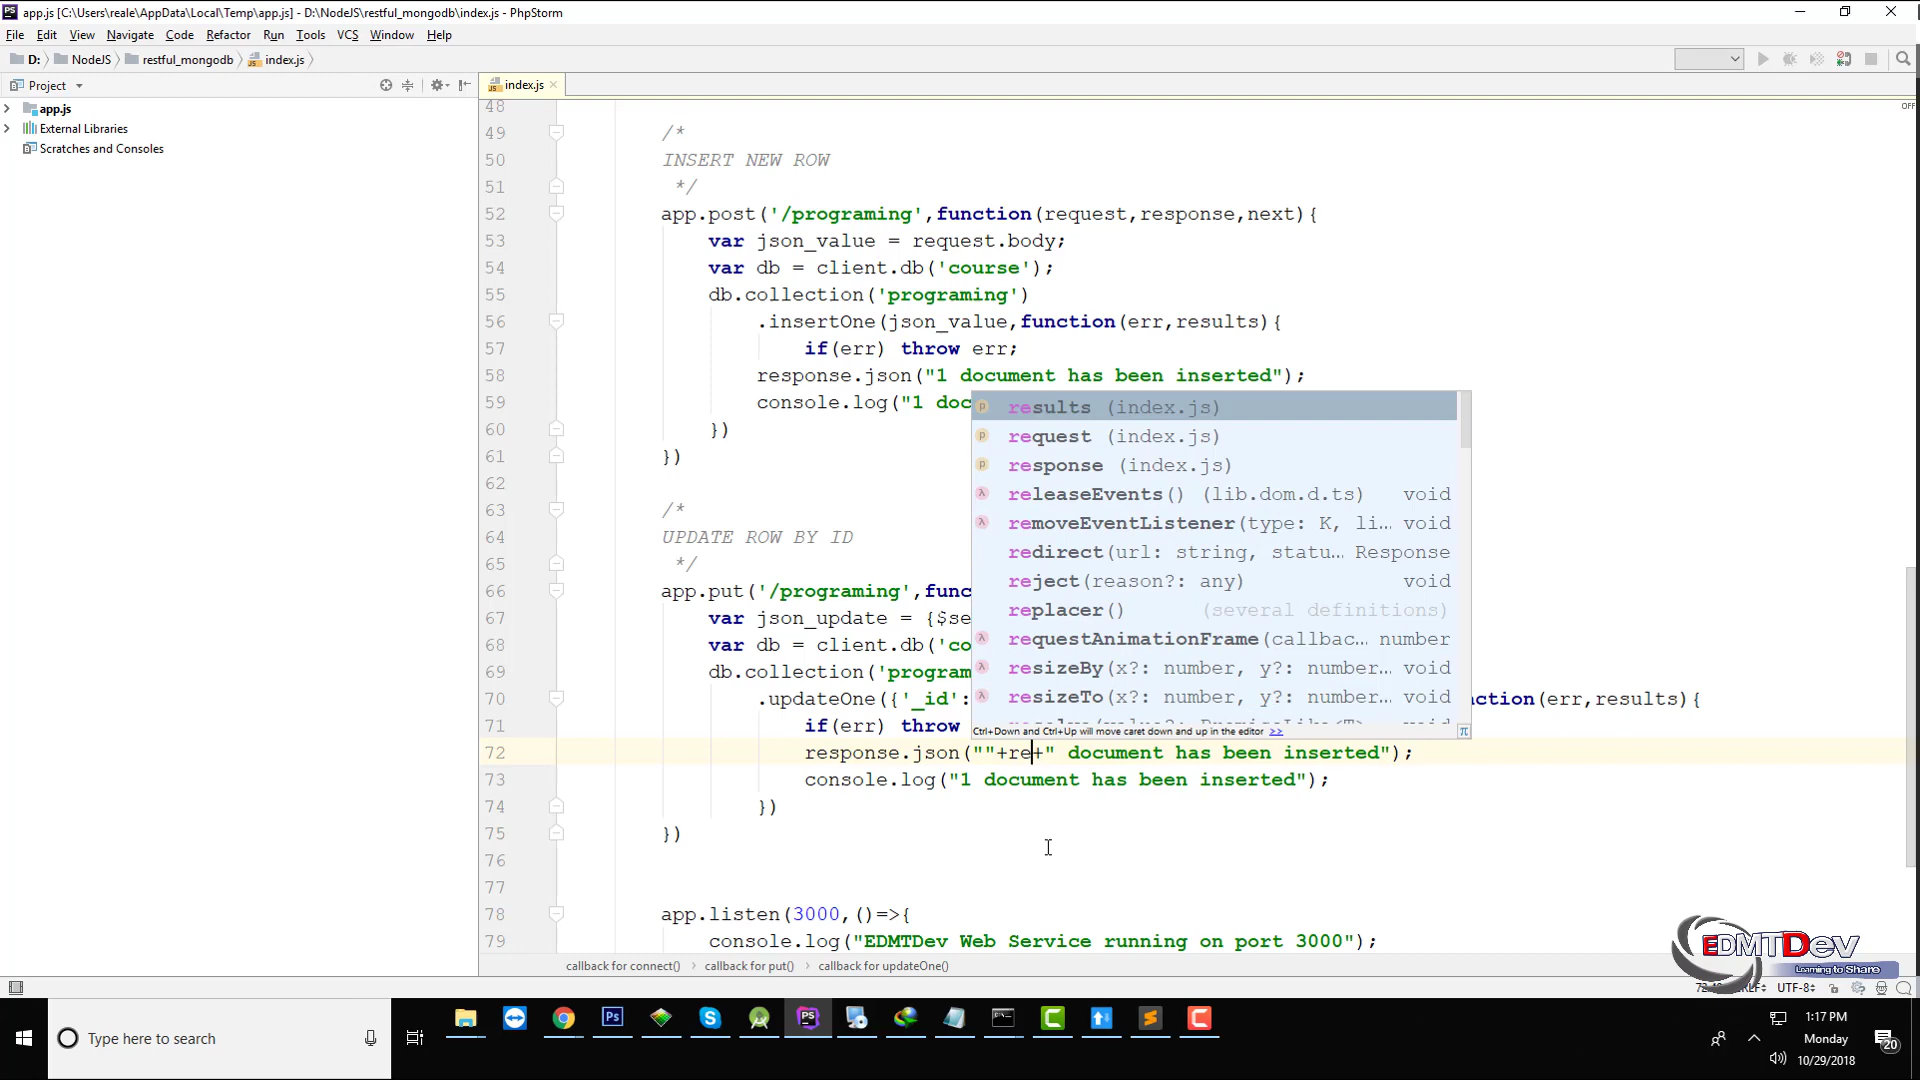 app.js [C:\Users\reale\AppData\Local\Temp\app.js] - D:\NodeJS\restful_mongodb\index.js - PhpStorm
File Edit View Navigate Code Refactor Run Tools VCS Window Help
D: NodeJS restful_mongodb index.js
Project
index.js
app.js
External Libraries
Scratches and Consoles
OFF
48
49 /*
50 INSERT NEW ROW
51 */
52 app.post('/programing',function(request,response,next){
53 var json_value = request.body;
54 var db = client.db('course');
55 db.collection('programing')
56 .insertOne(json_value,function(err,results){
57 if(err) throw err;
58 response.json("1 document has been inserted");
59 console.log("1 doc
60 })
61 })
62
63 /*
64 UPDATE ROW BY ID
65 */
66 app.put('/programing',func
67 var json_update = {$se
68 var db = client.db('co
69 db.collection('program
70 .updateOne({'_id': nction(err,results){
71 if(err) throw
72 response.json(""+re+" document has been inserted");
73 console.log("1 document has been inserted");
74 })
75 })
76
77
78 app.listen(3000,()=>{
79 console.log("EDMTDev Web Service running on port 3000");
results (index.js)
request (index.js)
response (index.js)
releaseEvents() (lib.dom.d.ts) void
removeEventListener(type: K, li… void
redirect(url: string, statu… Response
reject(reason?: any) void
replacer() (several definitions)
requestAnimationFrame(callbac… number
resizeBy(x?: number, y?: number… void
resizeTo(x?: number, y?: number… void
Ctrl+Down and Ctrl+Up will move caret down and up in the editor >>
callback for connect() callback for put() callback for updateOne()
EDMTDev
Learning to Share
UTF-8
Type here to search
1:17 PM
Monday
10/29/2018
20